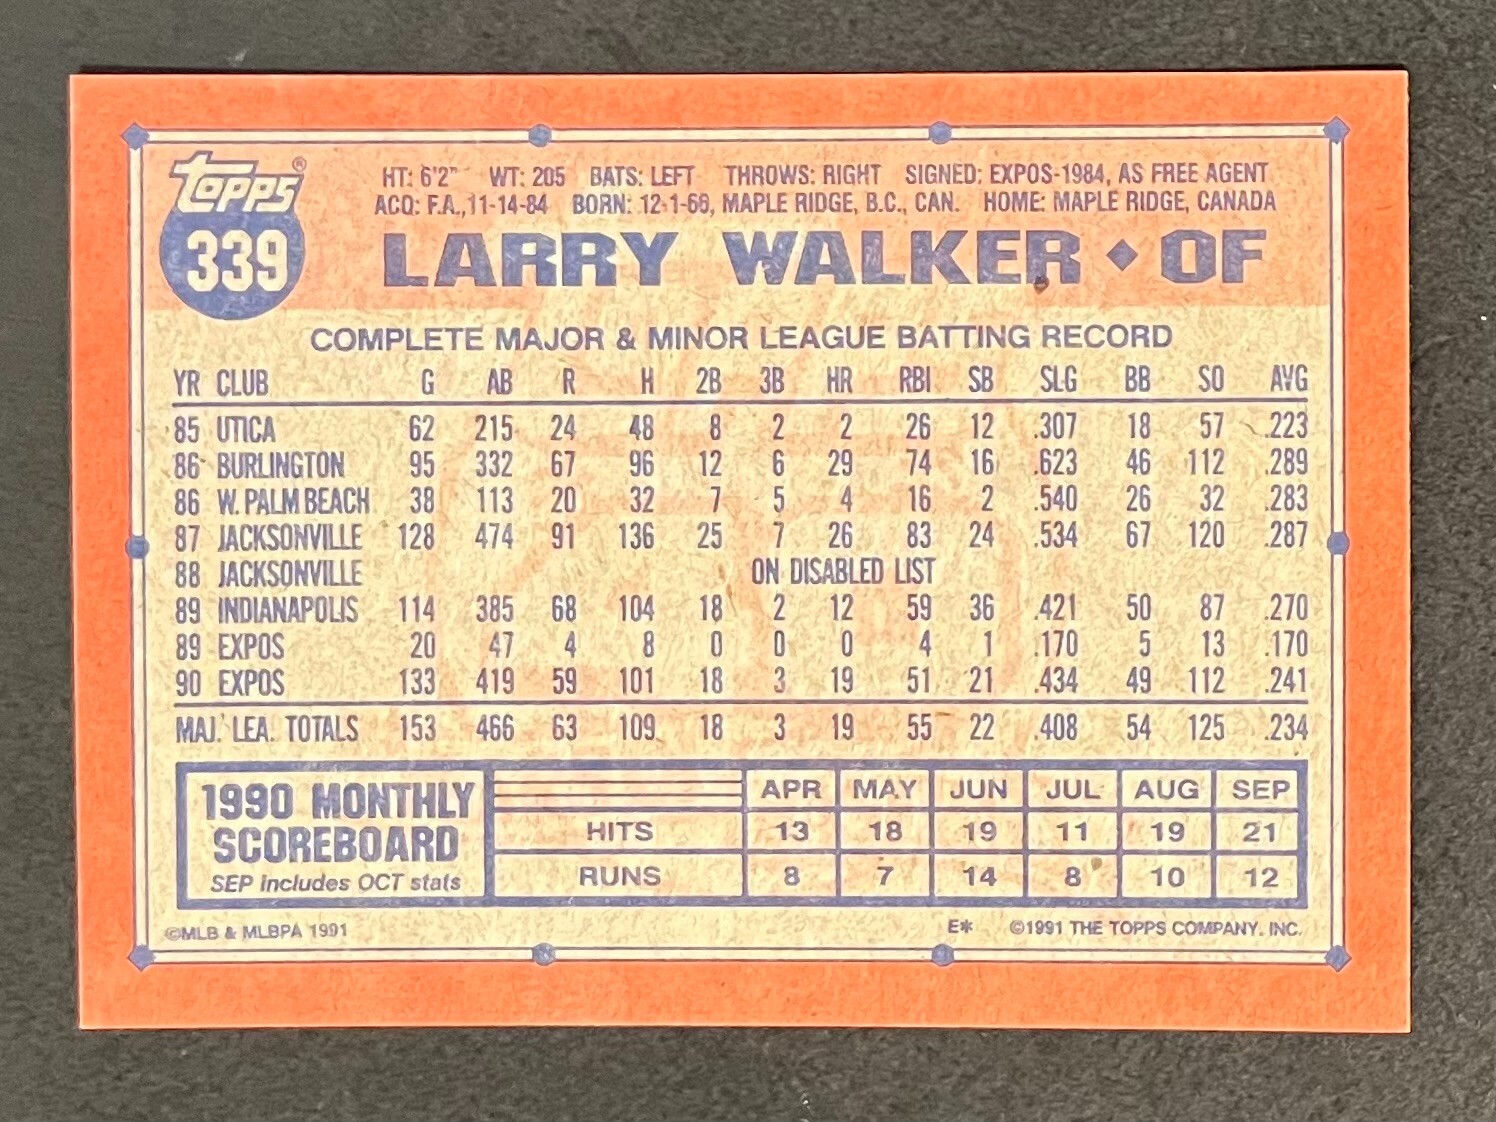 Topps®
339
HT: 6'2" WT: 205 BATS: LEFT THROWS: RIGHT SIGNED: EXPOS-1984, AS FREE AGENT
ACQ: F.A.,11-14-84 BORN: 12-1-66, MAPLE RIDGE, B.C., CAN. HOME: MAPLE RIDGE, CANADA
LARRY WALKER ◆ OF
COMPLETE MAJOR & MINOR LEAGUE BATTING RECORD
YR CLUB G AB R H 2B 3B HR RBI SB SLG BB SO AVG
85 UTICA 62 215 24 48 8 2 2 26 12 .307 18 57 .223
86 BURLINGTON 95 332 67 96 12 6 29 74 16 .623 46 112 .289
86 W. PALM BEACH 38 113 20 32 7 5 4 16 2 .540 26 32 .283
87 JACKSONVILLE 128 474 91 136 25 7 26 83 24 .534 67 120 .287
88 JACKSONVILLE ON DISABLED LIST
89 INDIANAPOLIS 114 385 68 104 18 2 12 59 36 .421 50 87 .270
89 EXPOS 20 47 4 8 0 0 0 4 1 .170 5 13 .170
90 EXPOS 133 419 59 101 18 3 19 51 21 .434 49 112 .241
MAJ. LEA. TOTALS 153 466 63 109 18 3 19 55 22 .408 54 125 .234
1990 MONTHLY
SCOREBOARD
SEP includes OCT stats
APR MAY JUN JUL AUG SEP
HITS 13 18 19 11 19 21
RUNS 8 7 14 8 10 12
©MLB & MLBPA 1991 E* ©1991 THE TOPPS COMPANY, INC.